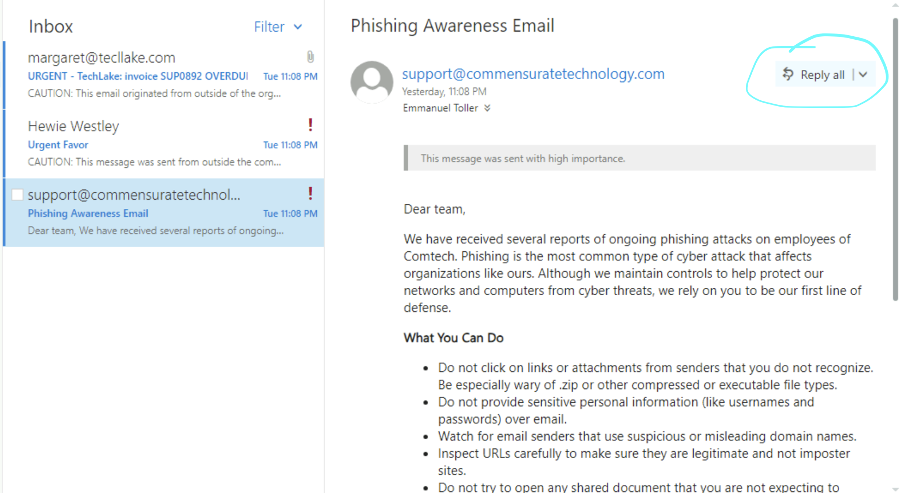 Inbox
Filter
margaret@tecllake.com
URGENT - TechLake: invoice SUP0892 OVERDUI Tue 11:08 PM
CAUTION: This email originated from outside of the org...
Hewie Westley
Urgent Favor Tue 11:08 PM
CAUTION: This message was sent from outside the com...
support@commensuratetechnol...
Phishing Awareness Email Tue 11:08 PM
Dear team, We have received several reports of ongoing...
Phishing Awareness Email
support@commensuratetechnology.com
Reply all
Yesterday, 11:08 PM
Emmanuel Toller
This message was sent with high importance.
Dear team,
We have received several reports of ongoing phishing attacks on employees of
Comtech. Phishing is the most common type of cyber attack that affects
organizations like ours. Although we maintain controls to help protect our
networks and computers from cyber threats, we rely on you to be our first line of
defense.
What You Can Do
• Do not click on links or attachments from senders that you do not recognize.
Be especially wary of .zip or other compressed or executable file types.
• Do not provide sensitive personal information (like usernames and
passwords) over email.
• Watch for email senders that use suspicious or misleading domain names.
• Inspect URLs carefully to make sure they are legitimate and not imposter
sites.
• Do not try to open any shared document that you are not expecting to